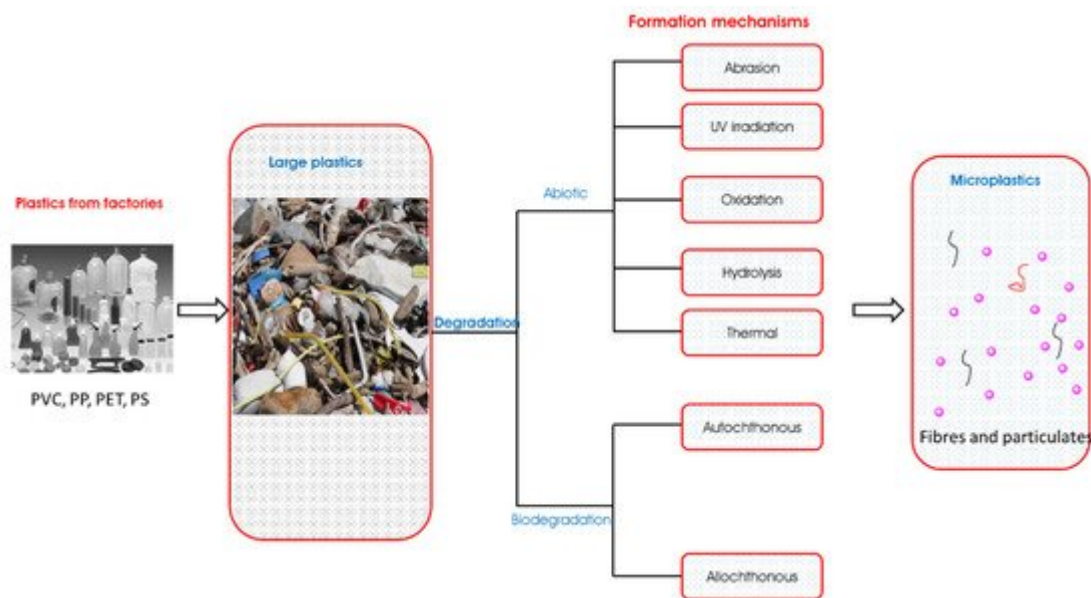 Formation mechanisms
Plastics from factories
PVC, PP, PET, PS
Large plastics
Degradation
Abiotic
Abrasion
UV irradiation
Oxidation
Hydrolysis
Thermal
Biodegradation
Autochthonous
Allochthonous
Microplastics
Fibres and particulates